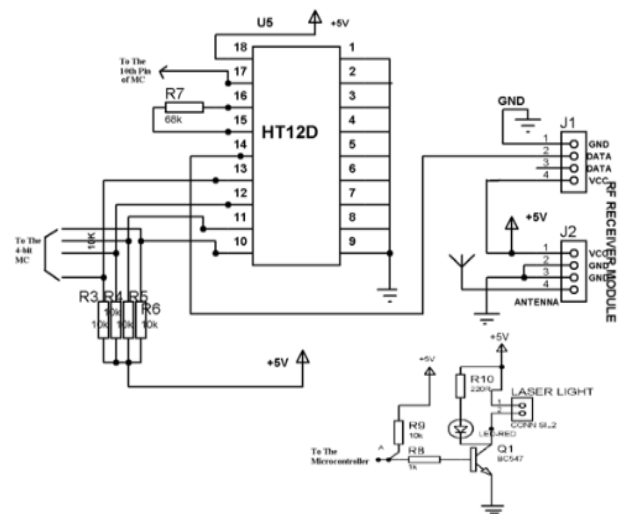 U5
+5V
To The
10th Pin
of MC
18
17
16
15
14
13
12
11
10
1
2
3
4
5
6
7
8
9
HT12D
R7
68k
GND
J1
1 GND
2 DATA
3 DATA
4 VCC
+5V
J2
1 VCC
2 GND
3 GND
4
ANTENNA
RF RECEIVER MODULE
To The
4-bit
MC
10K
R3 R4 R5 R6
10k 10k 10k 10k
+5V
+5V
+5V
R10
220R
LASER LIGHT
1
2
CONN SIL2
LED-RED
R9
10k
To The
Microcontroller
A
R8
1k
Q1
BC547